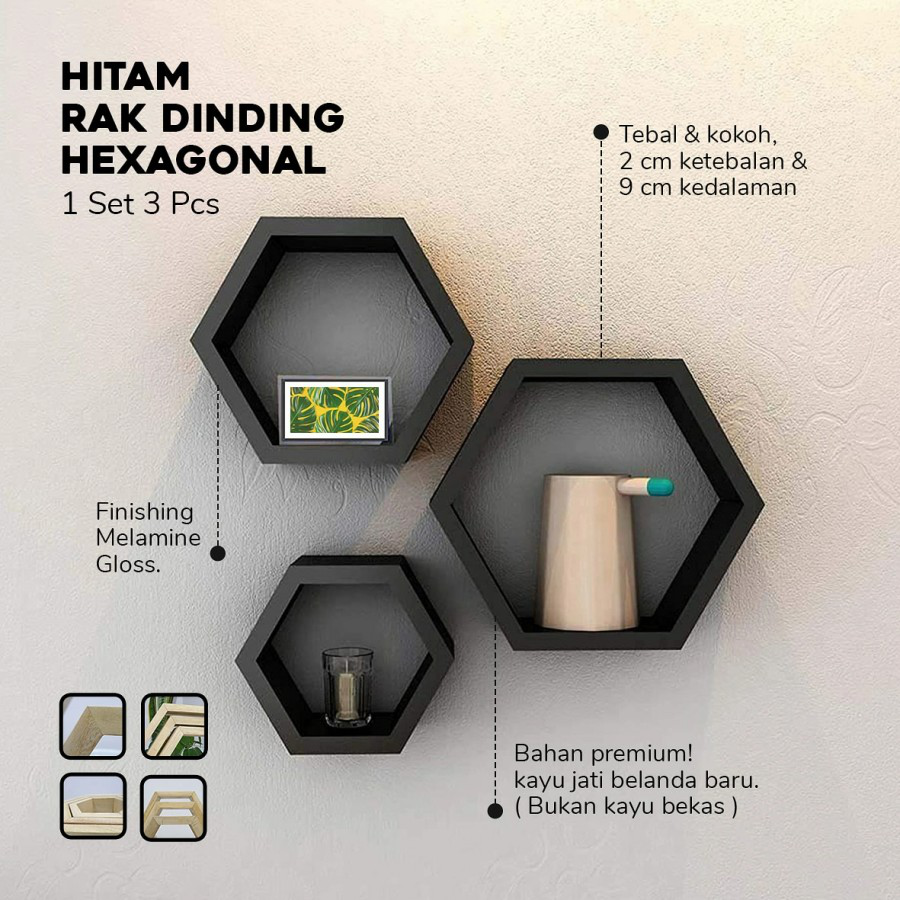 HITAM
RAK DINDING
HEXAGONAL
1 Set 3 Pcs
Tebal & kokoh,
2 cm ketebalan &
9 cm kedalaman
Finishing
Melamine
Gloss.
Bahan premium!
kayu jati belanda baru.
( Bukan kayu bekas )